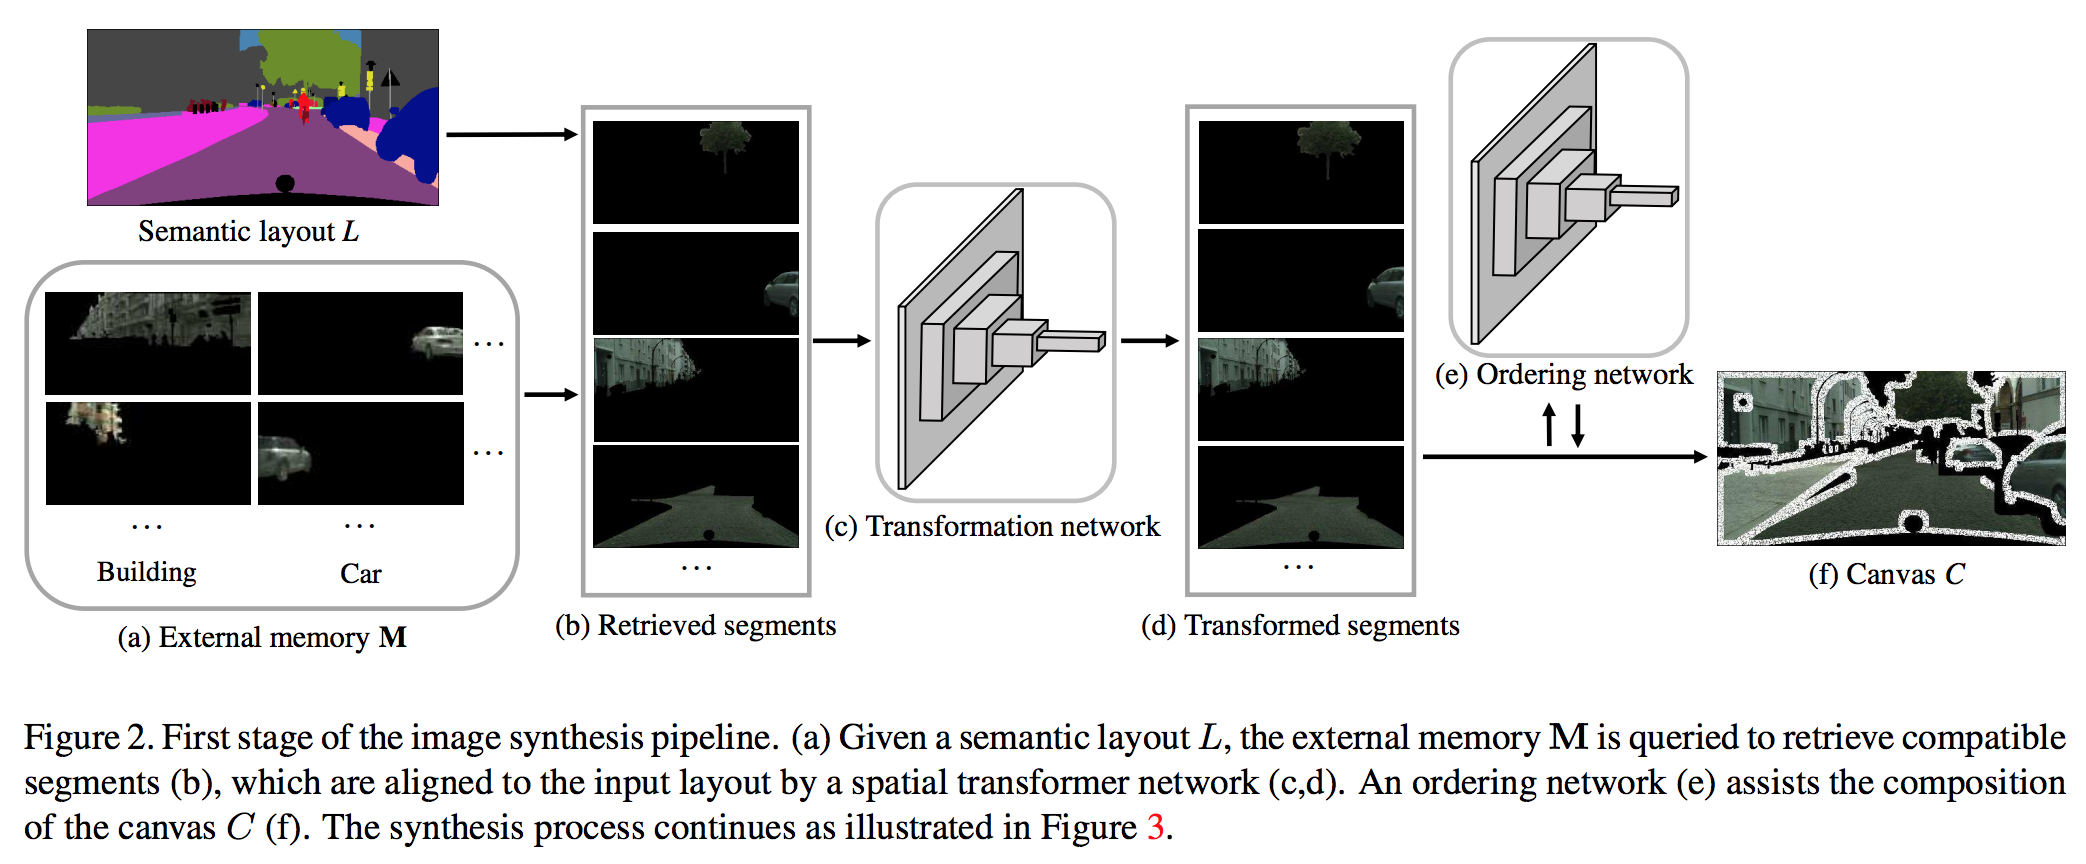 Semantic layout L
...
...
... ...
Building Car
(a) External memory M
...
(b) Retrieved segments
(c) Transformation network
...
(d) Transformed segments
(e) Ordering network
(f) Canvas C
Figure 2. First stage of the image synthesis pipeline. (a) Given a semantic layout L, the external memory M is queried to retrieve compatible
segments (b), which are aligned to the input layout by a spatial transformer network (c,d). An ordering network (e) assists the composition
of the canvas C (f). The synthesis process continues as illustrated in Figure 3.